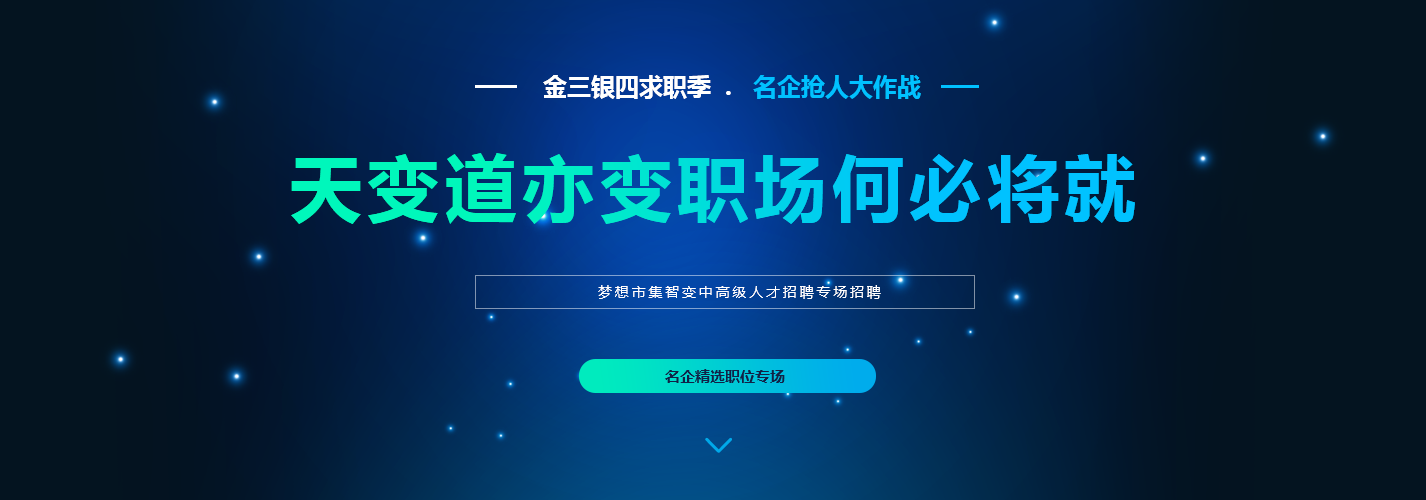 金三银四求职季 . 名企抢人大作战
天变道亦变职场何必将就
梦想市集智变中高级人才招聘专场招聘
名企精选职位专场